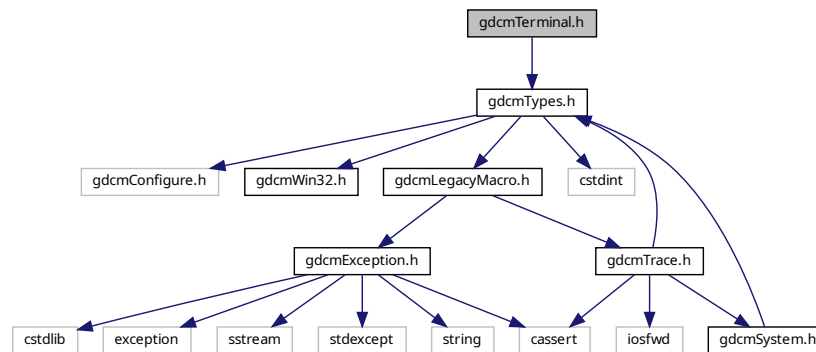 gdcmTerminal.h
gdcmTypes.h
gdcmConfigure.h
gdcmWin32.h
gdcmLegacyMacro.h
cstdint
gdcmException.h
gdcmTrace.h
cstdlib
exception
sstream
stdexcept
string
cassert
iosfwd
gdcmSystem.h